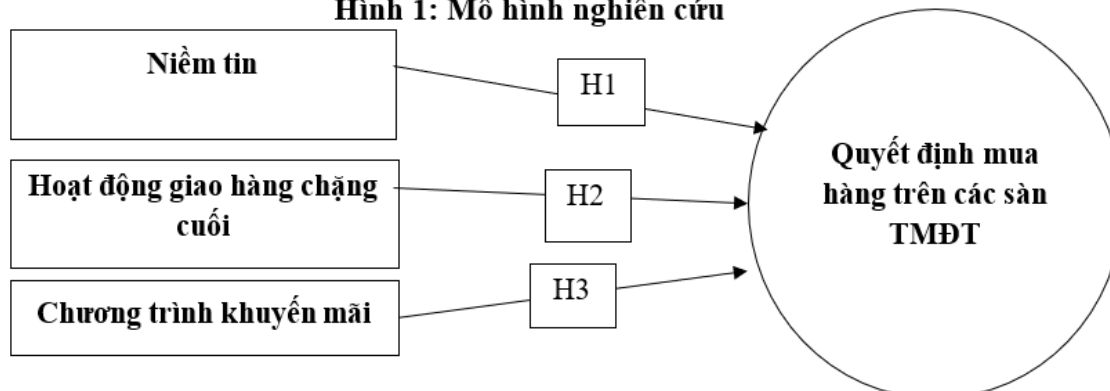 Hình 1: Mô hình nghiên cứu
Niềm tin
H1
Hoạt động giao hàng chặng
cuối
H2
Chương trình khuyến mãi
H3
Quyết định mua
hàng trên các sàn
TMĐT